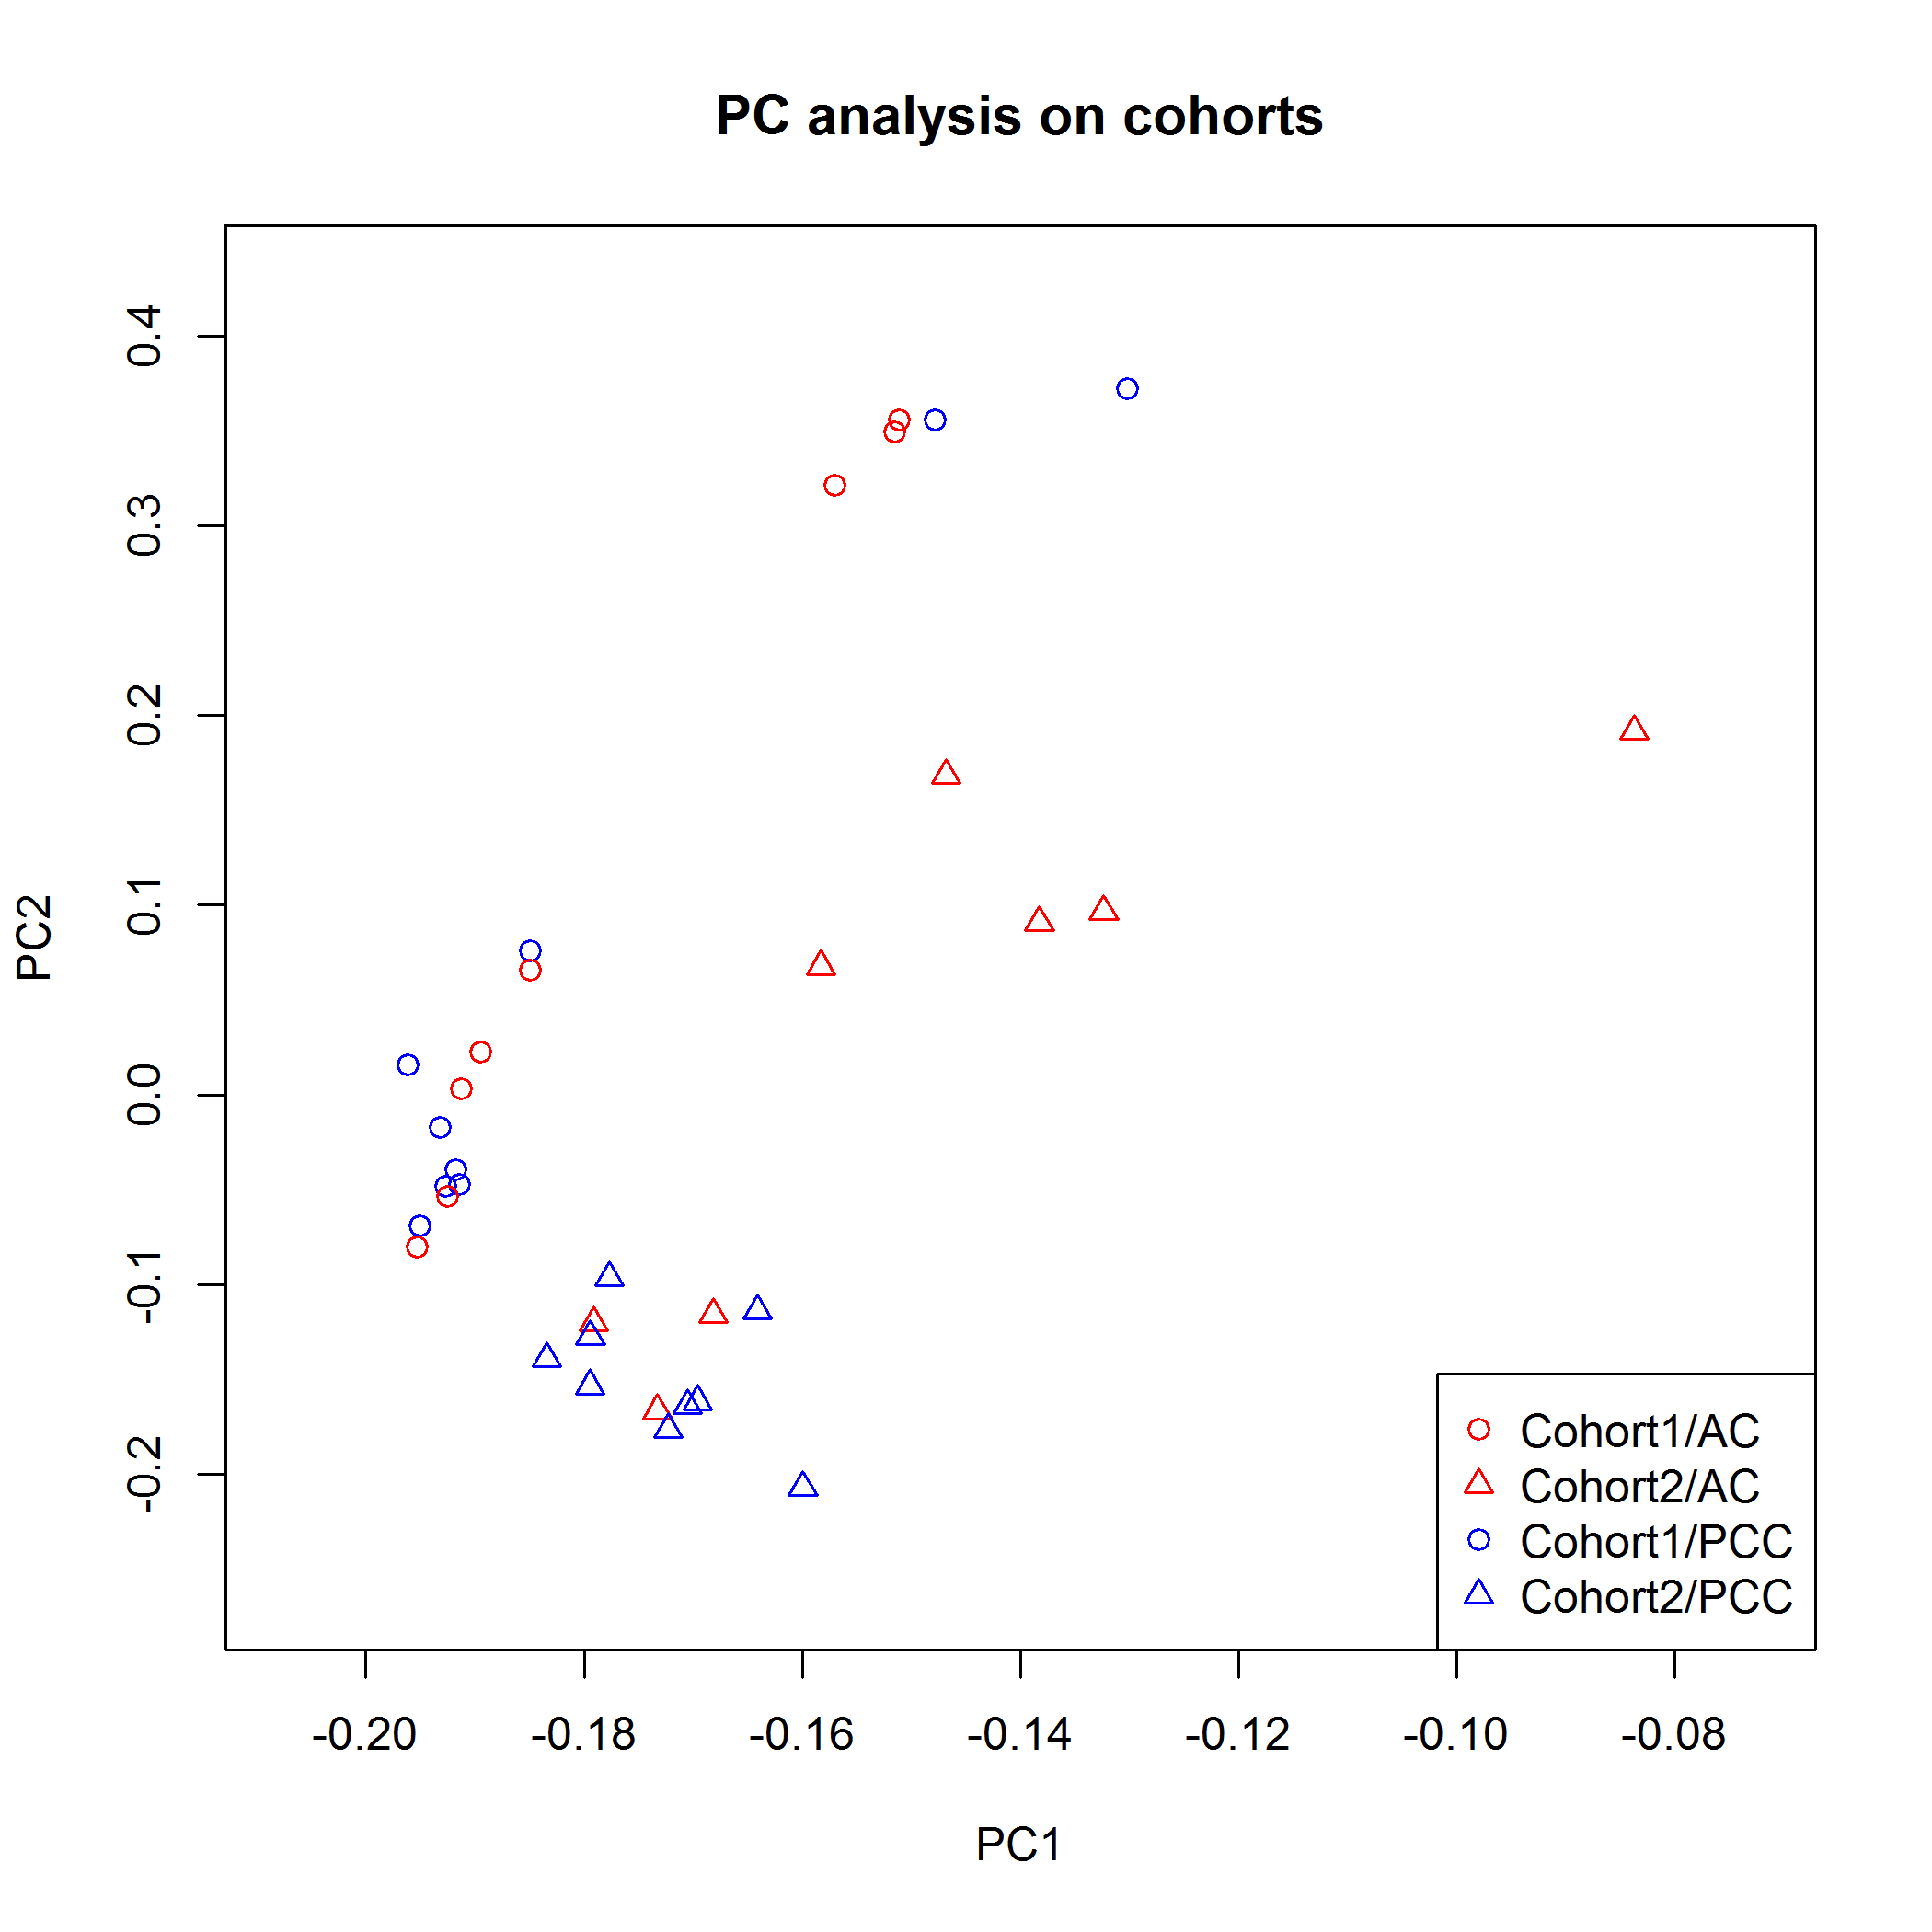 PC analysis on cohorts
0.4
0.3
0.2
0.1
0.0
-0.1
-0.2
PC2
Cohort1/AC
Cohort2/AC
Cohort1/PCC
Cohort2/PCC
-0.20 -0.18 -0.16 -0.14 -0.12 -0.10 -0.08
PC1